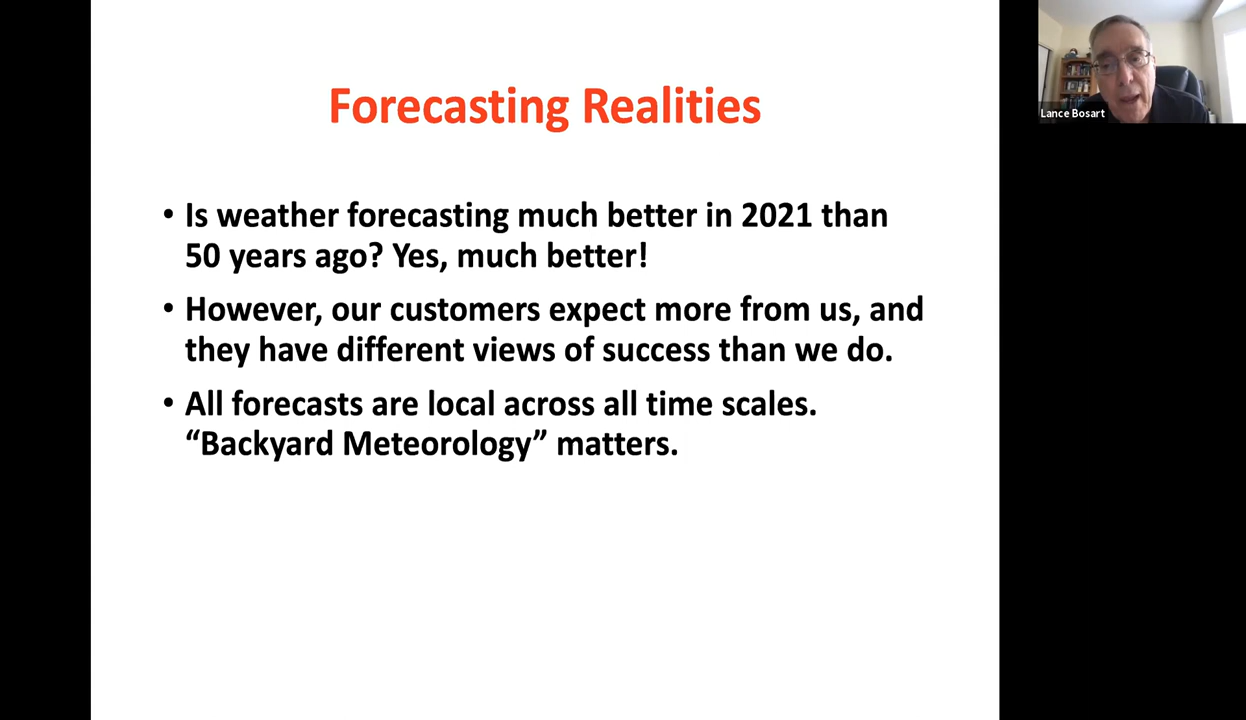 Forecasting Realities
• Is weather forecasting much better in 2021 than
50 years ago? Yes, much better!
• However, our customers expect more from us, and
they have different views of success than we do.
• All forecasts are local across all time scales.
“Backyard Meteorology” matters.
Lance Bosart